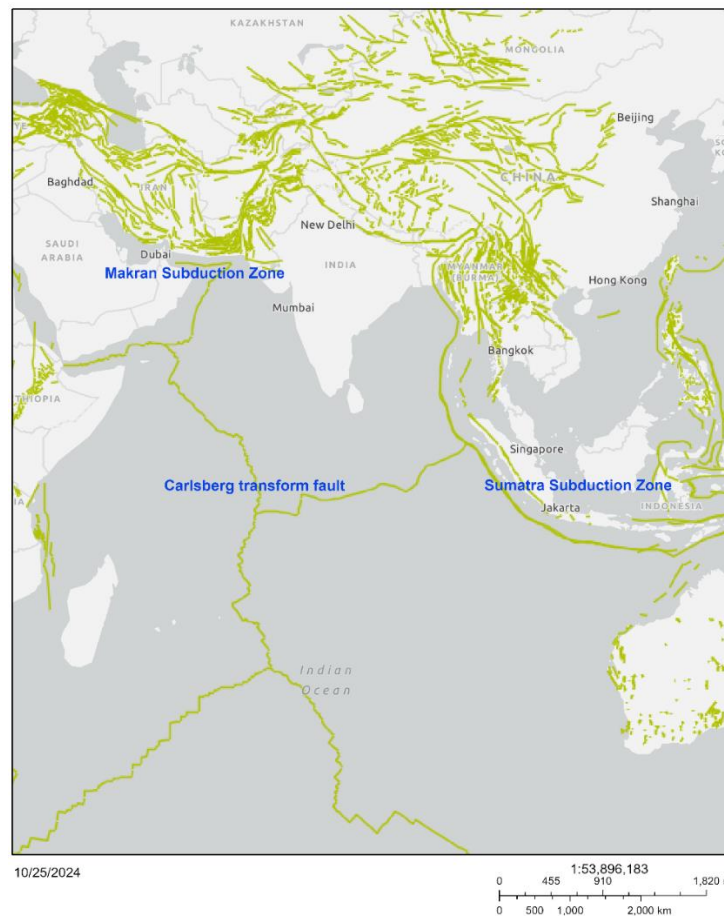 KAZAKHSTAN
MONGOLIA
Beijing
YE
Baghdad
IRAN
CHINA
Shanghai
New Delhi
SAUDI
ARABIA
Dubai
INDIA
Makran Subduction Zone
MYANMAR
(BURMA)
Hong Kong
Mumbai
Bangkok
ETHIOPIA
Singapore
Carlsberg transform fault
Sumatra Subduction Zone
Jakarta
INDONESIA
Indian
Ocean
10/25/2024
1:53,896,183
0 455 910 1,820
0 500 1,000 2,000 km